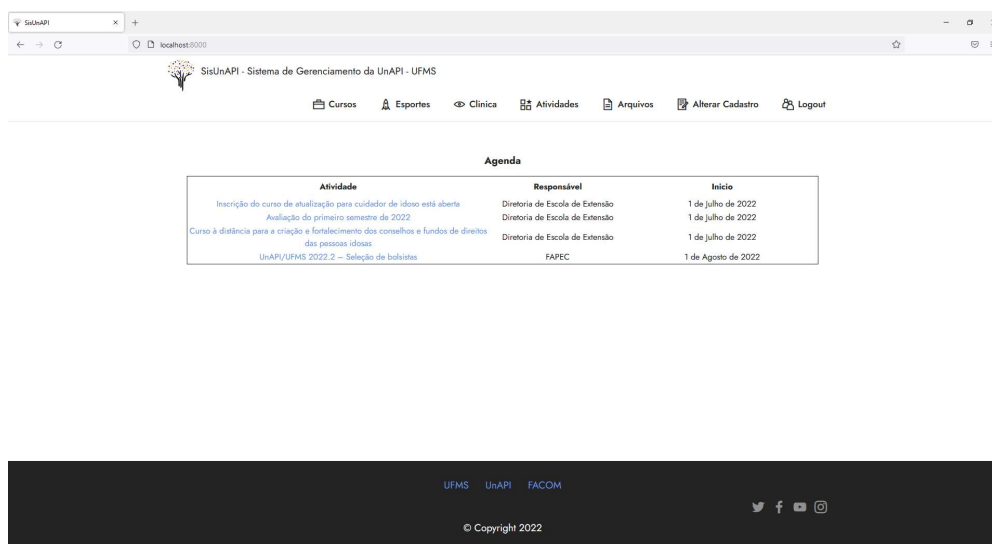 SisUnAPI
localhost:8000
SisUnAPI - Sistema de Gerenciamento da UnAPI - UFMS
Cursos Esportes Clinica Atividades Arquivos Alterar Cadastro Logout
Agenda
Atividade Responsável Inicio
Inscrição do curso de atualização para cuidador de idoso está aberta Diretoria de Escola de Extensão 1 de Julho de 2022
Avaliação do primeiro semestre de 2022 Diretoria de Escola de Extensão 1 de Julho de 2022
Curso à distância para a criação e fortalecimento dos conselhos e fundos de direitos
das pessoas idosas Diretoria de Escola de Extensão 1 de Julho de 2022
UnAPI/UFMS 2022.2 – Seleção de bolsistas FAPEC 1 de Agosto de 2022
UFMS UnAPI FACOM
© Copyright 2022